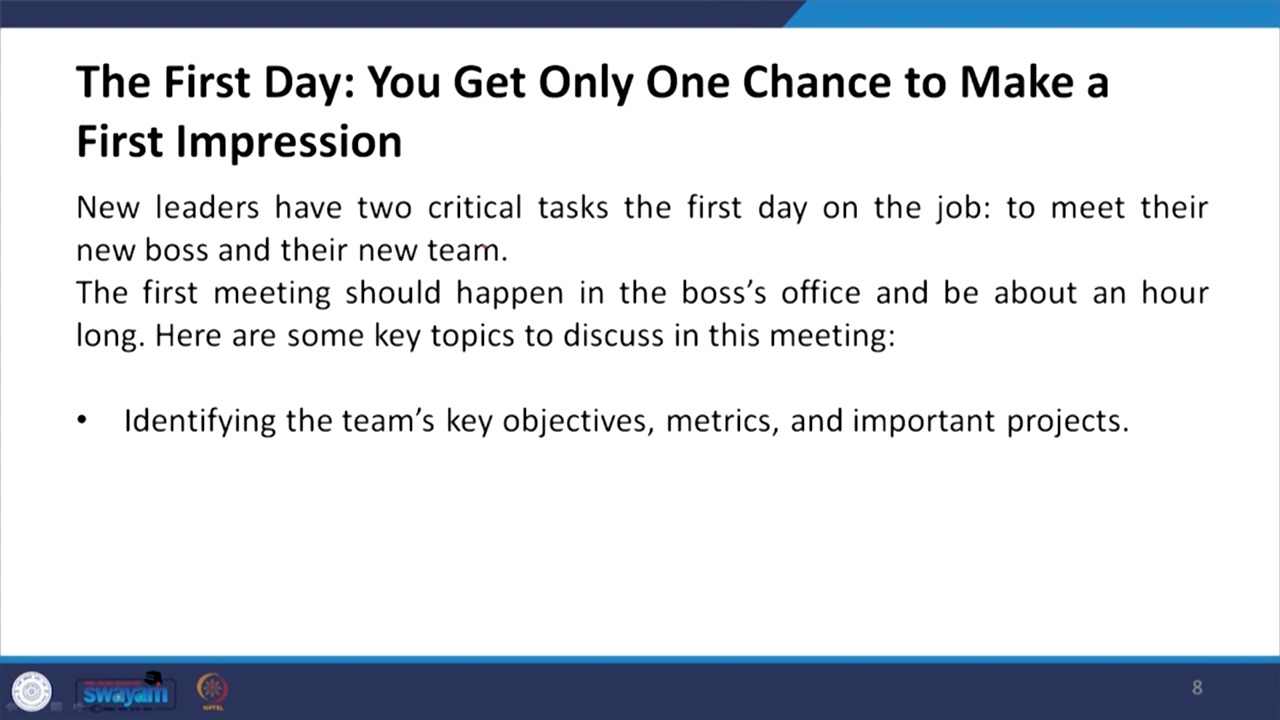 The First Day: You Get Only One Chance to Make a
First Impression
New leaders have two critical tasks the first day on the job: to meet their
new boss and their new team.
The first meeting should happen in the boss's office and be about an hour
long. Here are some key topics to discuss in this meeting:
• Identifying the team's key objectives, metrics, and important projects.
swayam
NPTEL
8